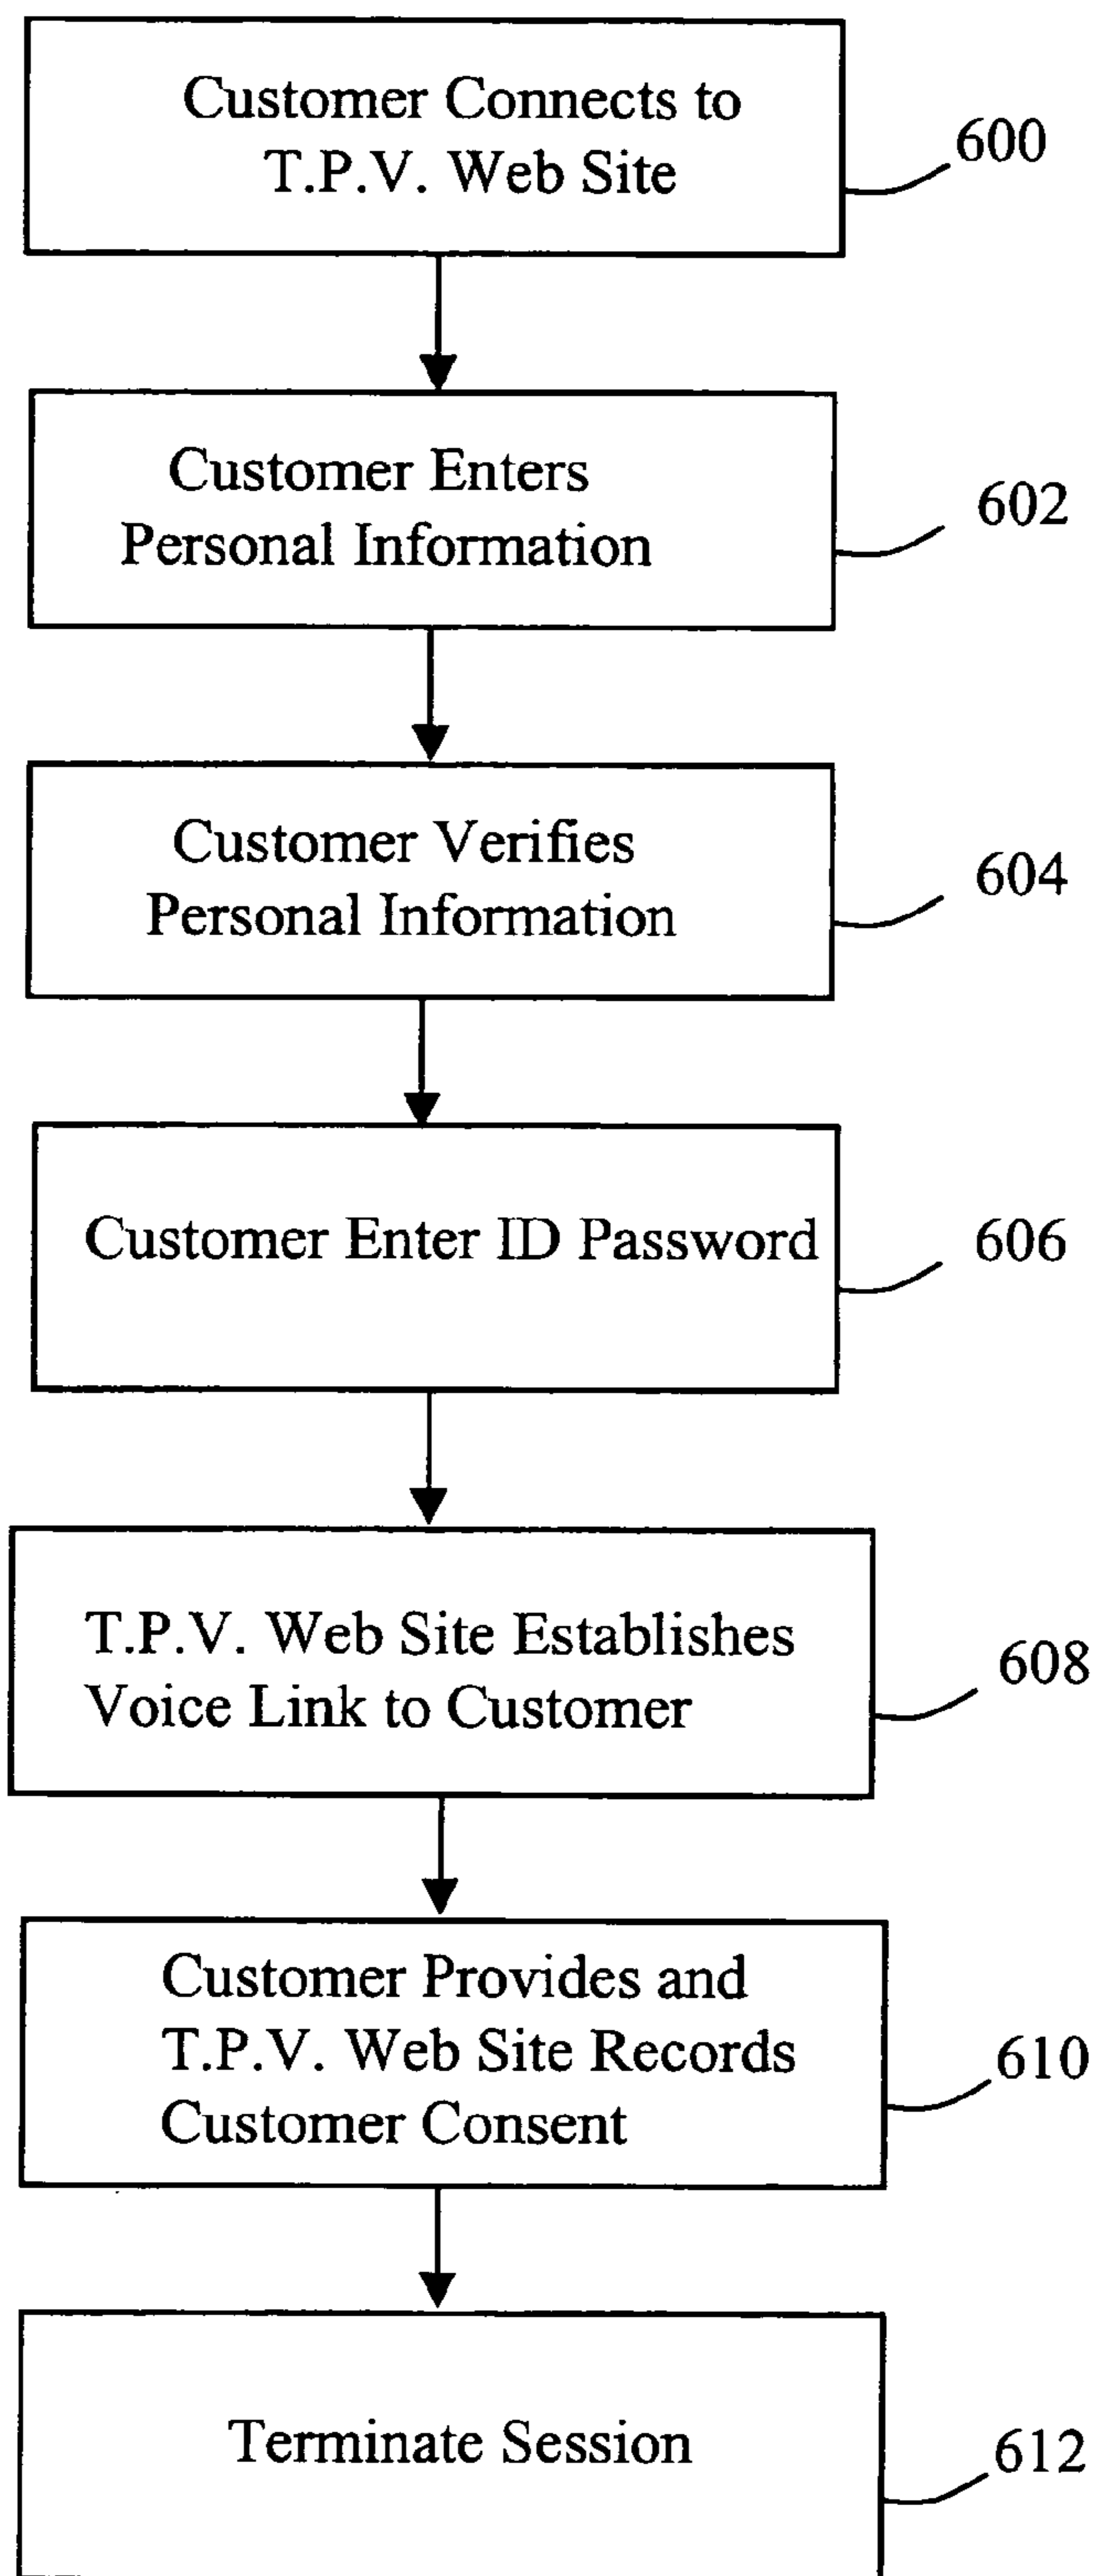 Customer Connects to
T.P.V. Web Site
600
Customer Enters
Personal Information
602
Customer Verifies
Personal Information
604
Customer Enter ID Password
606
T.P.V. Web Site Establishes
Voice Link to Customer
608
Customer Provides and
T.P.V. Web Site Records
Customer Consent
610
Terminate Session
612